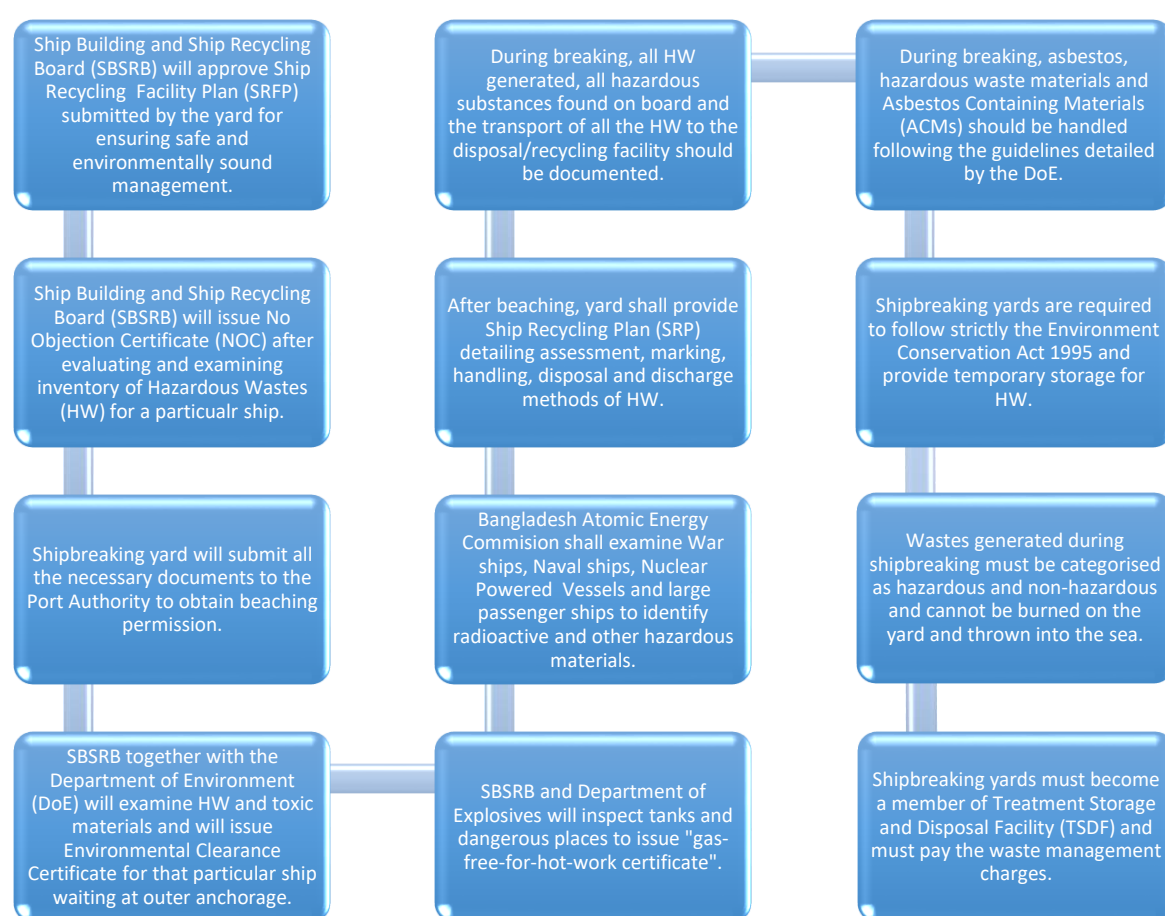 Ship Building and Ship Recycling
Board (SBSRB) will approve Ship
Recycling Facility Plan (SRFP)
submitted by the yard for
ensuring safe and
environmentally sound
management.
Ship Building and Ship Recycling
Board (SBSRB) will issue No
Objection Certificate (NOC) after
evaluating and examining
inventory of Hazardous Wastes
(HW) for a particualr ship.
Shipbreaking yard will submit all
the necessary documents to the
Port Authority to obtain beaching
permission.
SBSRB together with the
Department of Environment
(DoE) will examine HW and toxic
materials and will issue
Environmental Clearance
Certificate for that particular ship
waiting at outer anchorage.
SBSRB and Department of
Explosives will inspect tanks and
dangerous places to issue "gas-
free-for-hot-work certificate".
Bangladesh Atomic Energy
Commision shall examine War
ships, Naval ships, Nuclear
Powered Vessels and large
passenger ships to identify
radioactive and other hazardous
materials.
After beaching, yard shall provide
Ship Recycling Plan (SRP)
detailing assessment, marking,
handling, disposal and discharge
methods of HW.
During breaking, all HW
generated, all hazardous
substances found on board and
the transport of all the HW to the
disposal/recycling facility should
be documented.
During breaking, asbestos,
hazardous waste materials and
Asbestos Containing Materials
(ACMs) should be handled
following the guidelines detailed
by the DoE.
Shipbreaking yards are required
to follow strictly the Environment
Conservation Act 1995 and
provide temporary storage for
HW.
Wastes generated during
shipbreaking must be categorised
as hazardous and non-hazardous
and cannot be burned on the
yard and thrown into the sea.
Shipbreaking yards must become
a member of Treatment Storage
and Disposal Facility (TSDF) and
must pay the waste management
charges.